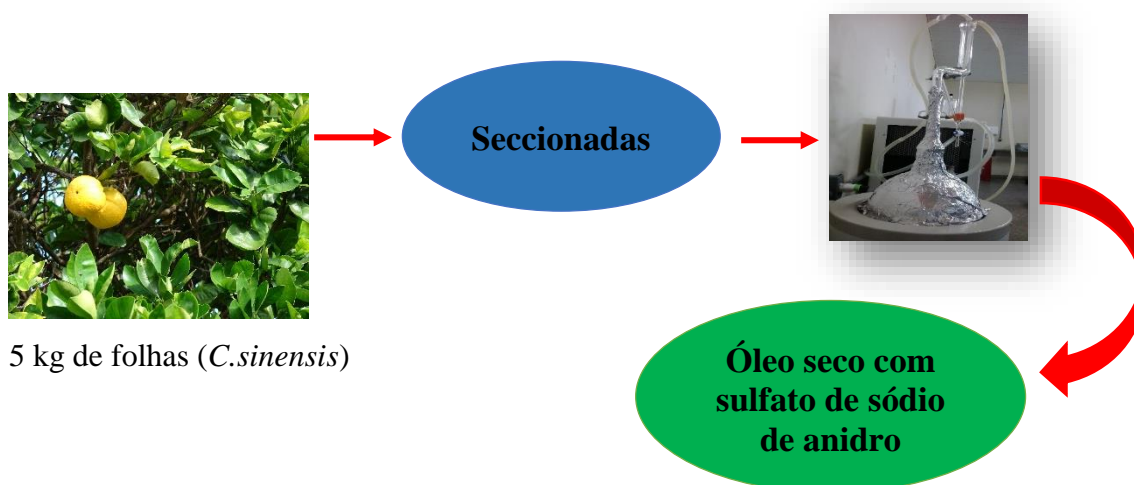 Seccionadas
5 kg de folhas (C.sinensis)
Óleo seco com
sulfato de sódio
de anidro